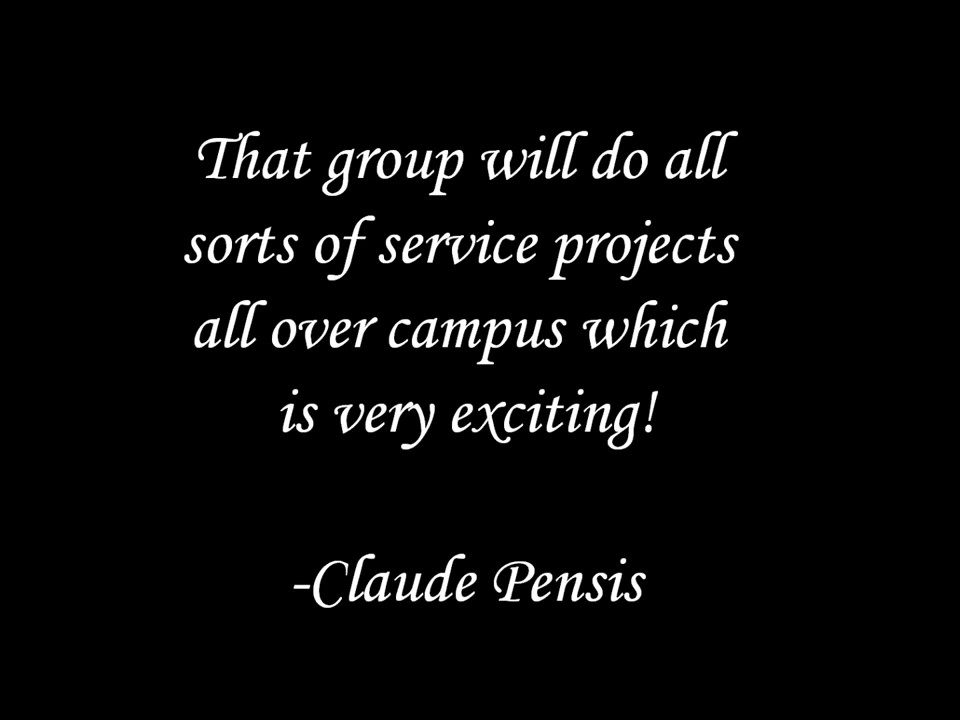 That group will do all
sorts of service projects
all over campus which
is very exciting!
-Claude Pensis